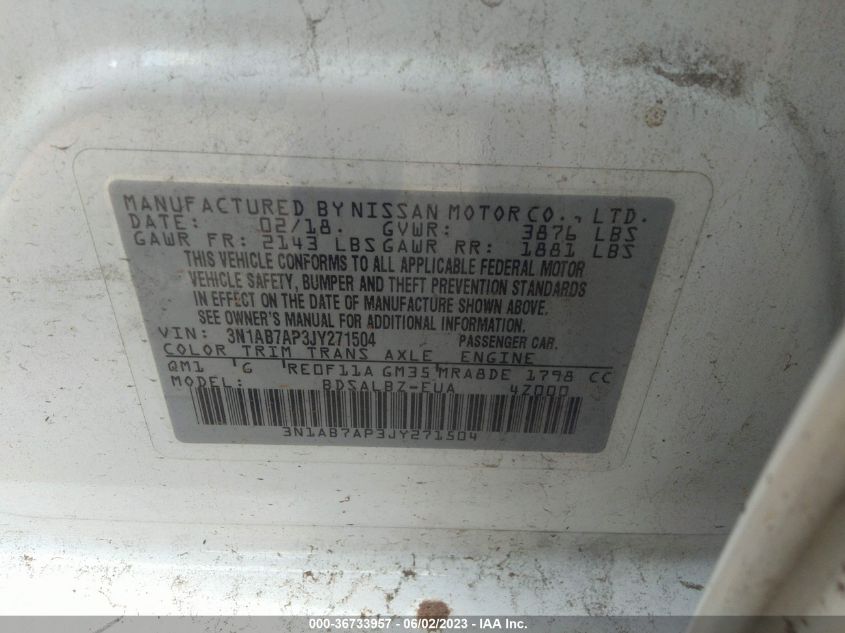 MANUFACTURED BY NISSAN MOTOR CO., LTD.
DATE: 02/18. GVWR: 3876 LBS
GAWR FR: 2143 LBS GAWR RR: 1881 LBS
THIS VEHICLE CONFORMS TO ALL APPLICABLE FEDERAL MOTOR
VEHICLE SAFETY, BUMPER AND THEFT PREVENTION STANDARDS
IN EFFECT ON THE DATE OF MANUFACTURE SHOWN ABOVE.
SEE OWNER'S MANUAL FOR ADDITIONAL INFORMATION.
VIN: 3N1AB7AP3JY271504 PASSENGER CAR.
COLOR TRIM TRANS AXLE ENGINE
QM1 G RE0F11A GM35 MRA8DE 1798 CC
MODEL: BDSALBZ-EUA 4Z000
3N1AB7AP3JY271504
000-36733957 - 06/02/2023 - IAA Inc.